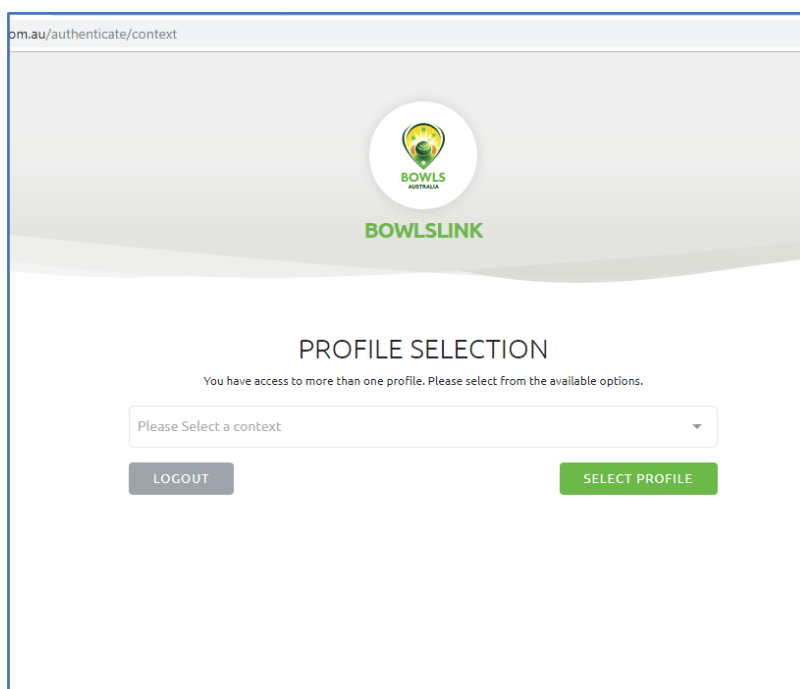 om.au/authenticate/context
BOWLS
AUSTRALIA
BOWLSLINK
PROFILE SELECTION
You have access to more than one profile. Please select from the available options.
Please Select a context
LOGOUT
SELECT PROFILE